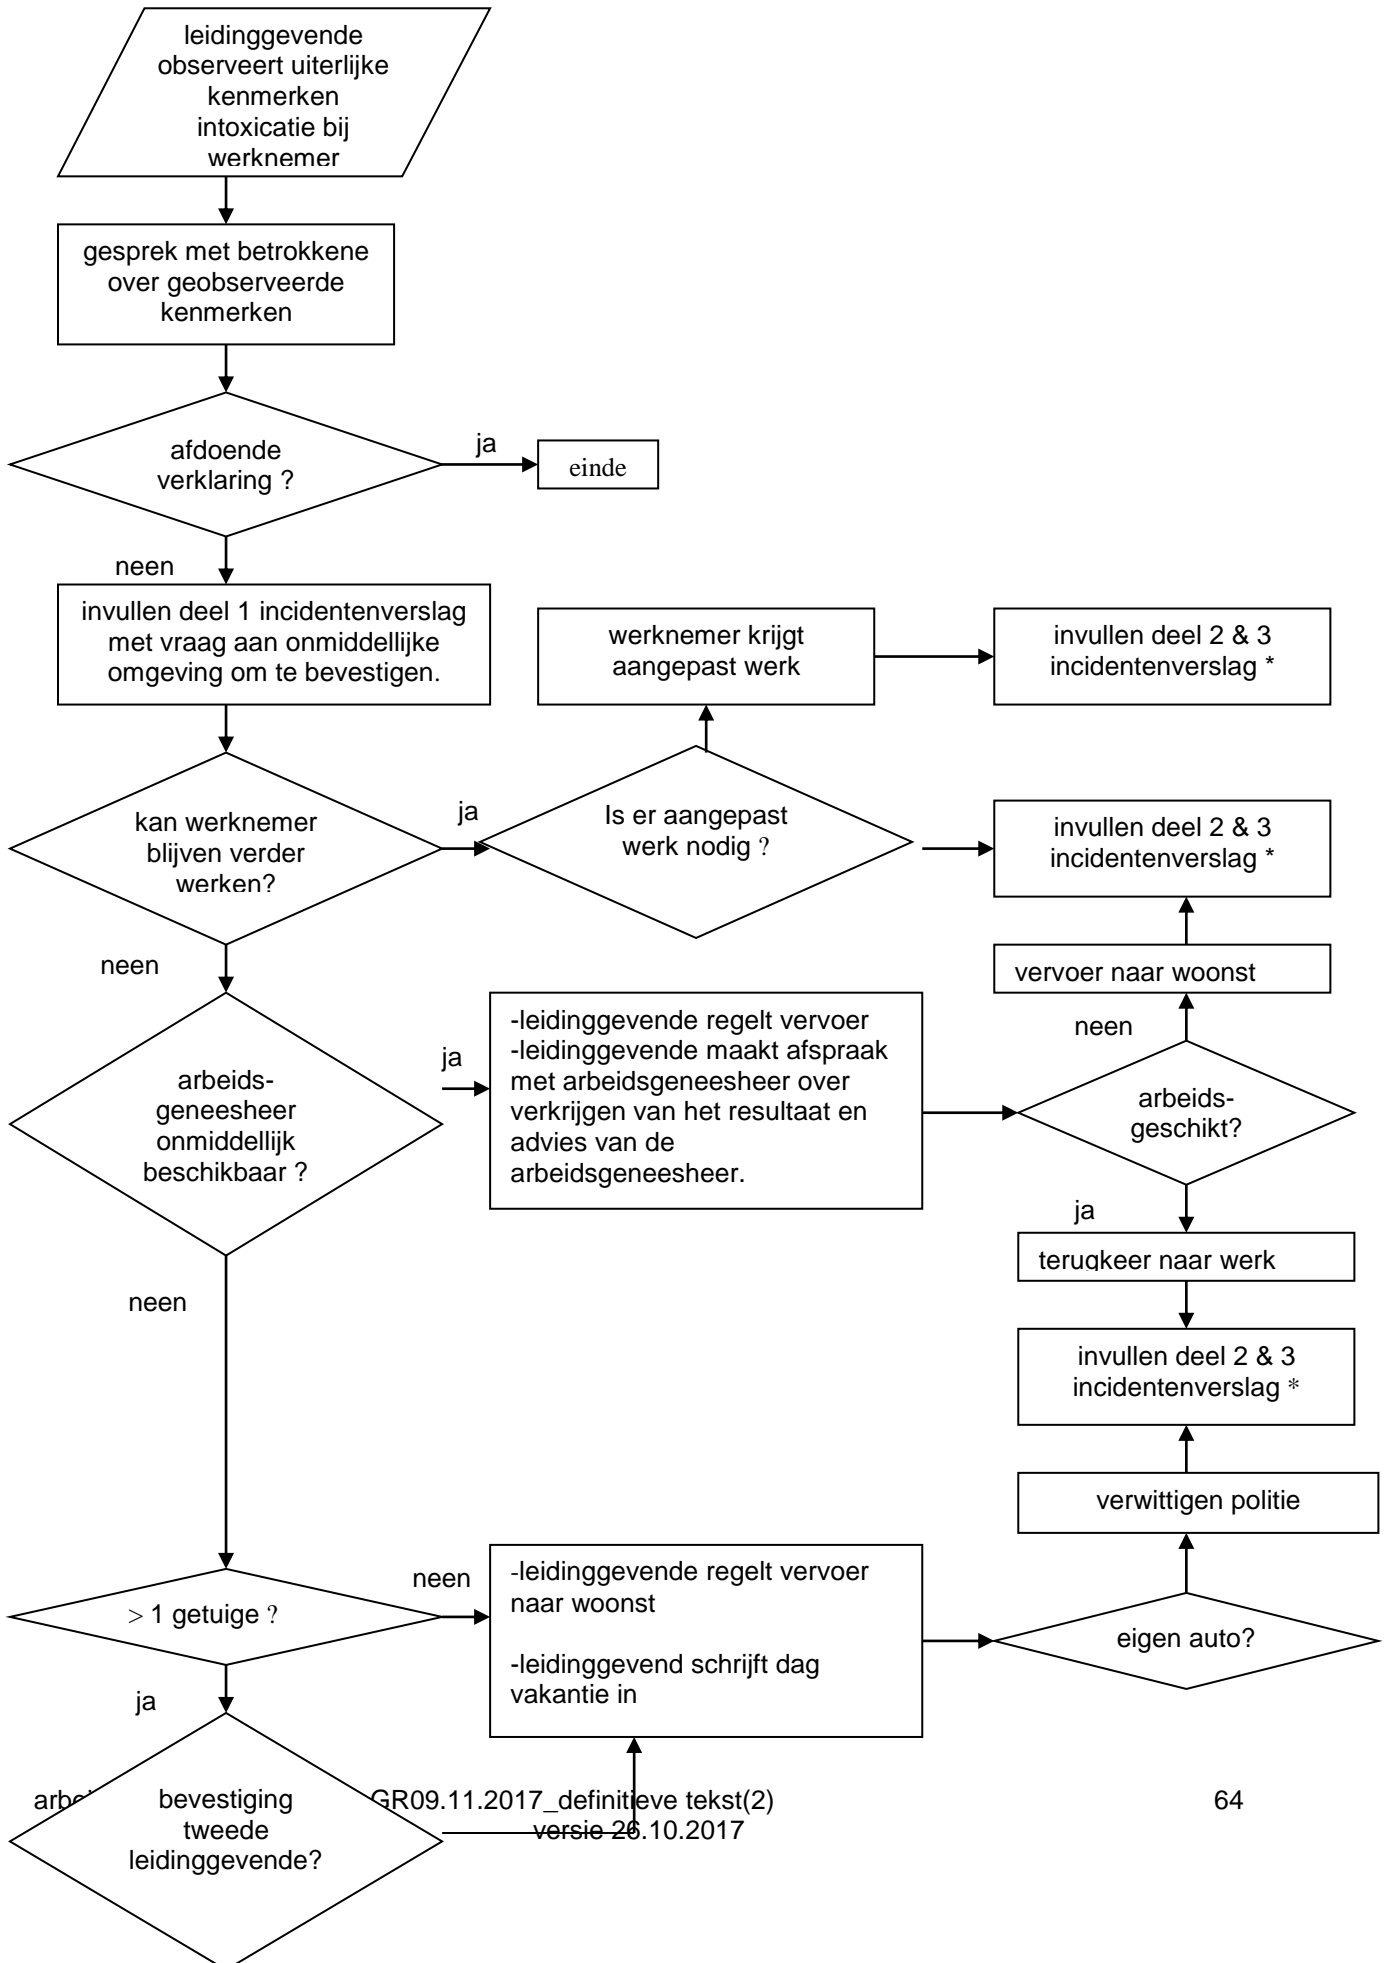 leidinggevende
observeert uiterlijke
kenmerken
intoxicatie bij
werknemer
gesprek met betrokkene
over geobserveerde
kenmerken
afdoende
verklaring ?
ja
einde
neen
invullen deel 1 incidentenverslag
met vraag aan onmiddellijke
omgeving om te bevestigen.
werknemer krijgt
aangepast werk
invullen deel 2 & 3
incidentenverslag *
kan werknemer
blijven verder
werken?
ja
Is er aangepast
werk nodig ?
invullen deel 2 & 3
incidentenverslag *
neen
vervoer naar woonst
neen
arbeids-
geneesheer
onmiddellijk
beschikbaar ?
ja
-leidinggevende regelt vervoer
-leidinggevende maakt afspraak
met arbeidsgeneesheer over
verkrijgen van het resultaat en
advies van de
arbeidsgeneesheer.
arbeids-
geschikt?
ja
terugkeer naar werk
neen
invullen deel 2 & 3
incidentenverslag *
verwittigen politie
> 1 getuige ?
neen
-leidinggevende regelt vervoer
naar woonst
-leidinggevend schrijft dag
vakantie in
eigen auto?
ja
bevestiging
tweede
leidinggevende?
GR09.11.2017_definitieve tekst(2)
versie 26.10.2017
64